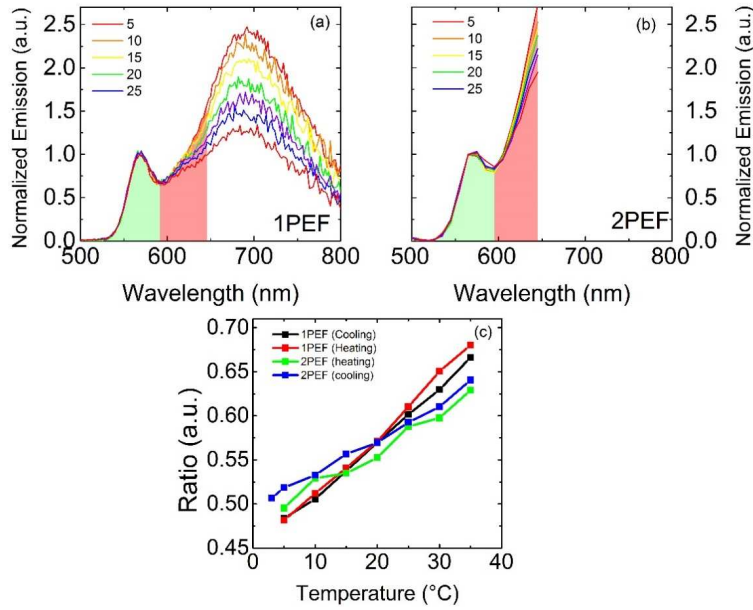 (a)
5
10
15
20
25
1PEF
Normalized Emission (a.u.)
2.5
2.0
1.5
1.0
0.5
0.0
500
600
700
800
Wavelength (nm)
(b)
5
10
15
20
25
2PEF
Normalized Emission (a.u.)
2.5
2.0
1.5
1.0
0.5
0.0
500
600
700
800
Wavelength (nm)
(c)
1PEF (Cooling)
1PEF (Heating)
2PEF (heating)
2PEF (cooling)
Ratio (a.u.)
0.70
0.65
0.60
0.55
0.50
0.45
0
10
20
30
40
Temperature (°C)